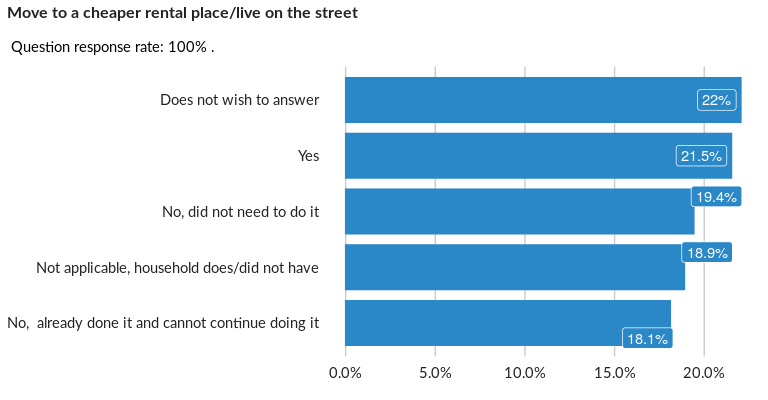 Move to a cheaper rental place/live on the street
Question response rate: 100% .
Does not wish to answer 22%
Yes 21.5%
No, did not need to do it 19.4%
Not applicable, household does/did not have 18.9%
No,  already done it and cannot continue doing it 18.1%
0.0% 5.0% 10.0% 15.0% 20.0%